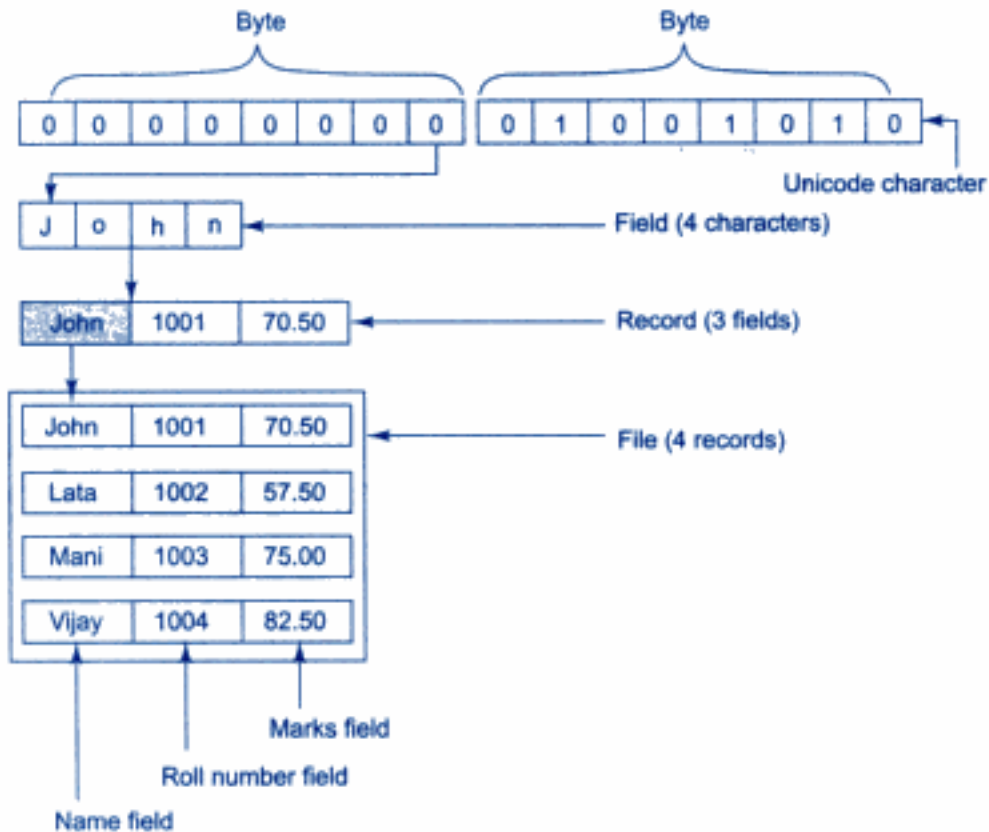 Byte Byte
0 0 0 0 0 0 0 0 0 1 0 0 1 0 1 0
Unicode character
J o h n Field (4 characters)
John 1001 70.50 Record (3 fields)
John 1001 70.50 File (4 records)
Lata 1002 57.50
Mani 1003 75.00
Vijay 1004 82.50
Marks field
Roll number field
Name field